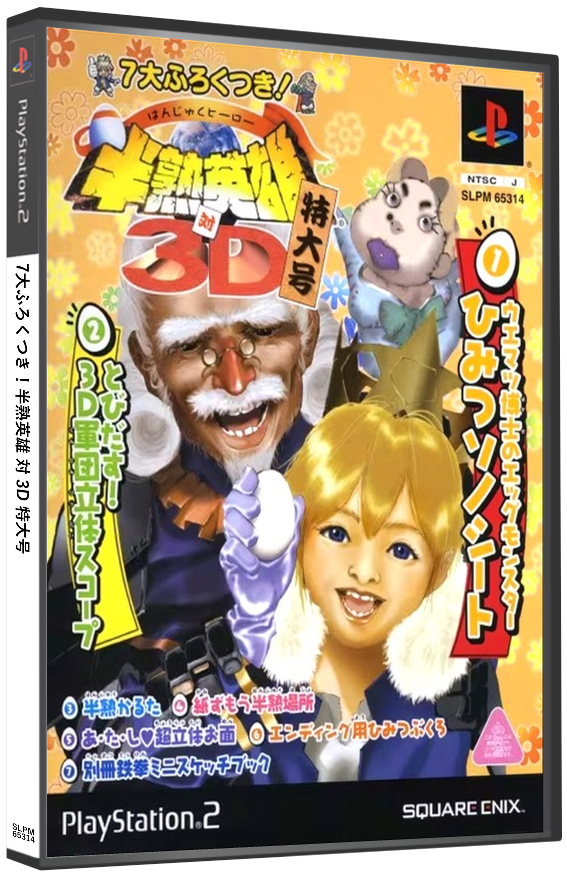 PlayStation®2
7大ふろくつき！半熟英雄 対 3D 特大号
SLPM
65314
7大ふろくつき！
はんじゅくヒーロー
半熟英雄
対
3D
特大号
NTSC J
SLPM 65314
1
ウエマツ博士のエッグモンスター
ひみつソノシート
2
とびだす！
3D軍団立体スコープ
3 半熟かるた
4 紙ずもう半熟場所
5 あ・た・し♥超立体お面
6 エンディング用ひみつぶくろ
7 別冊鉄拳ミニスケッチブック
PlayStation®2
SQUARE ENIX™